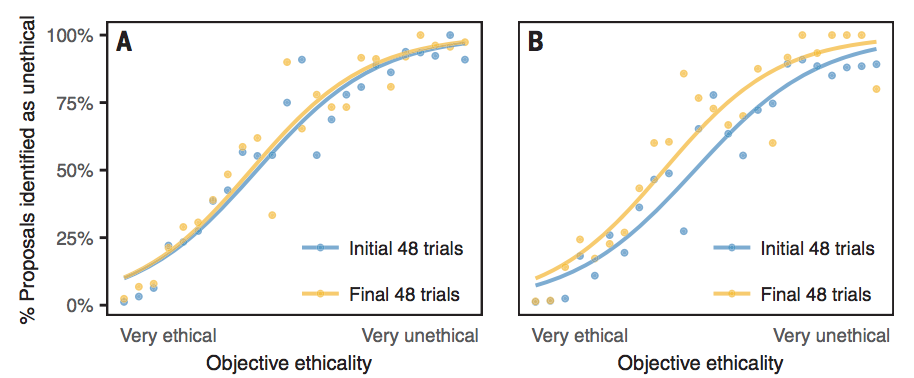 % Proposals identified as unethical
100%
75%
50%
25%
0%
A
Initial 48 trials
Final 48 trials
Very ethical
Very unethical
Objective ethicality
B
Initial 48 trials
Final 48 trials
Very ethical
Very unethical
Objective ethicality